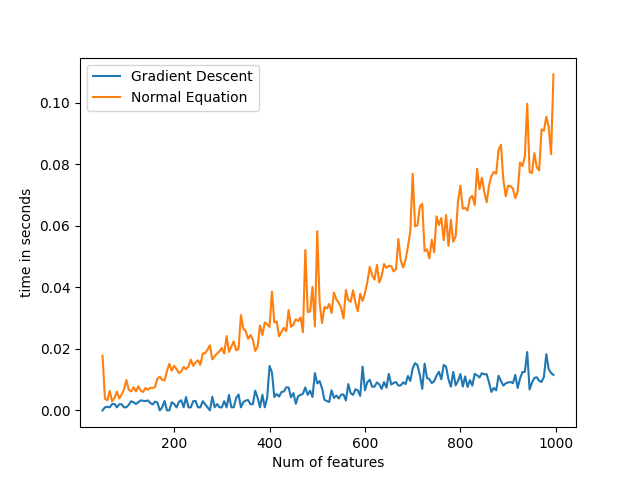 Gradient Descent
Normal Equation
0.10
0.08
0.06
0.04
0.02
0.00
time in seconds
200
400
600
800
1000
Num of features